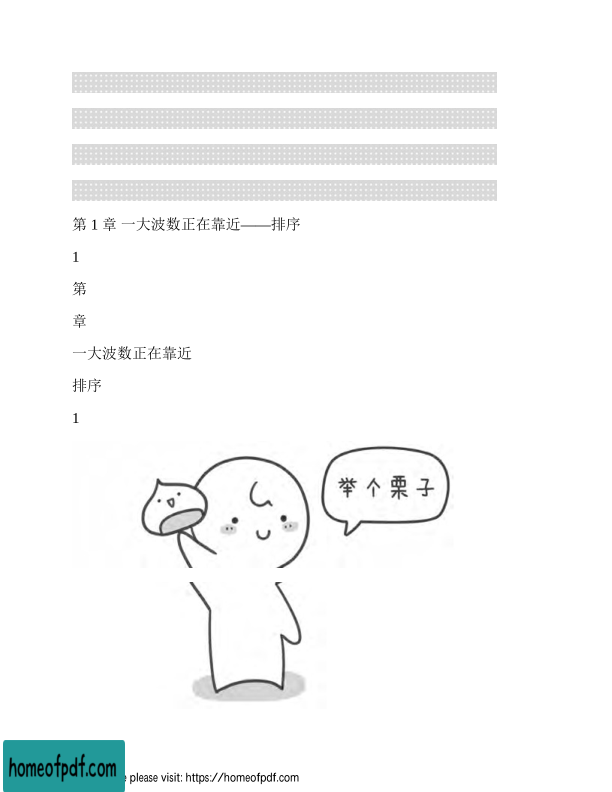 第 1 章 一大波数正在靠近——排序
1
第
章
一大波数正在靠近
排序
1
举个栗子
homeofpdf.com
e please visit: https://homeofpdf.com